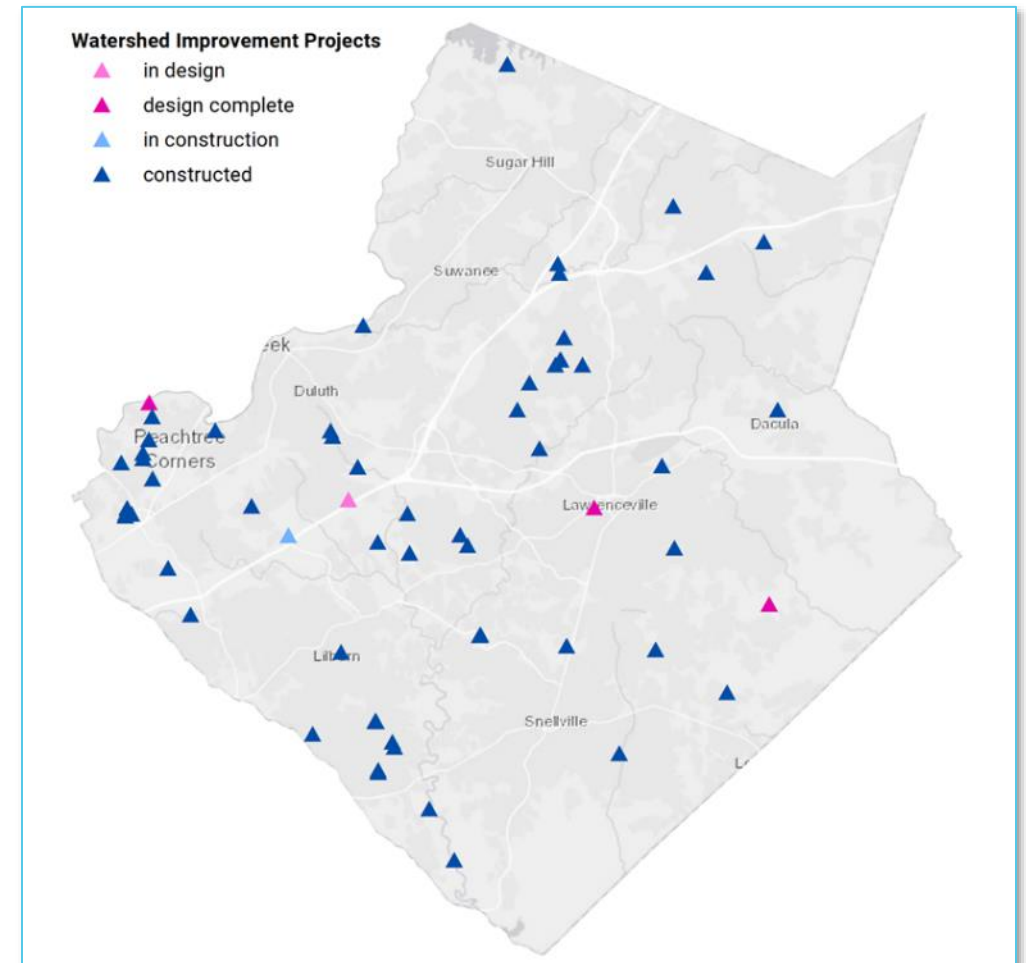 Watershed Improvement Projects
in design
design complete
in construction
constructed
Sugar Hill
Suwanee
Duluth
Peachtree
Corners
Dacula
Lawrenceville
Lilburn
Snellville